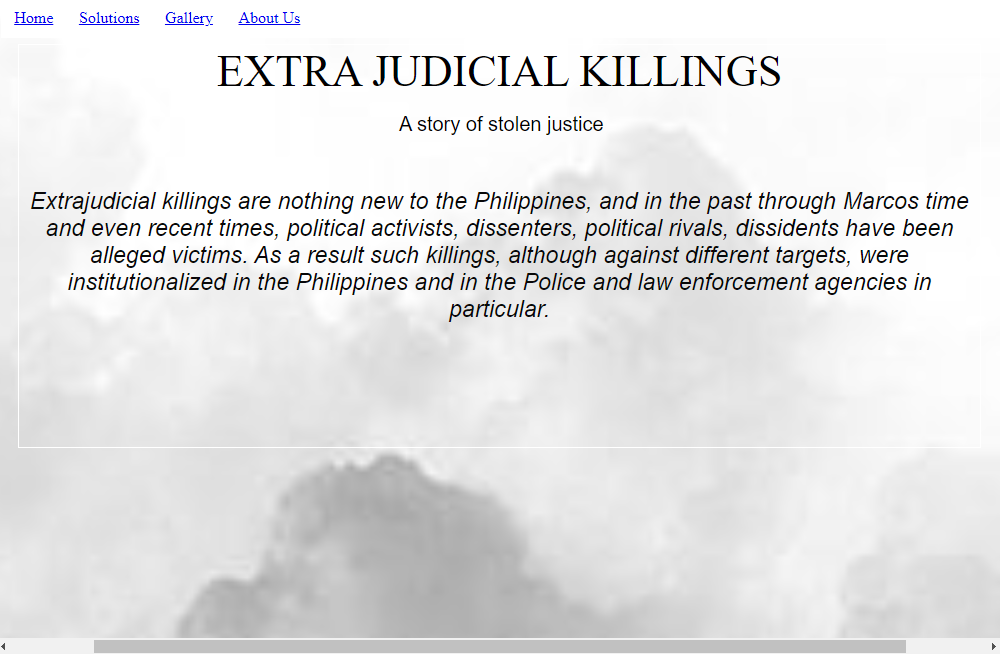 Home Solutions Gallery About Us
EXTRA JUDICIAL KILLINGS
A story of stolen justice
Extrajudicial killings are nothing new to the Philippines, and in the past through Marcos time
and even recent times, political activists, dissenters, political rivals, dissidents have been
alleged victims. As a result such killings, although against different targets, were
institutionalized in the Philippines and in the Police and law enforcement agencies in
particular.